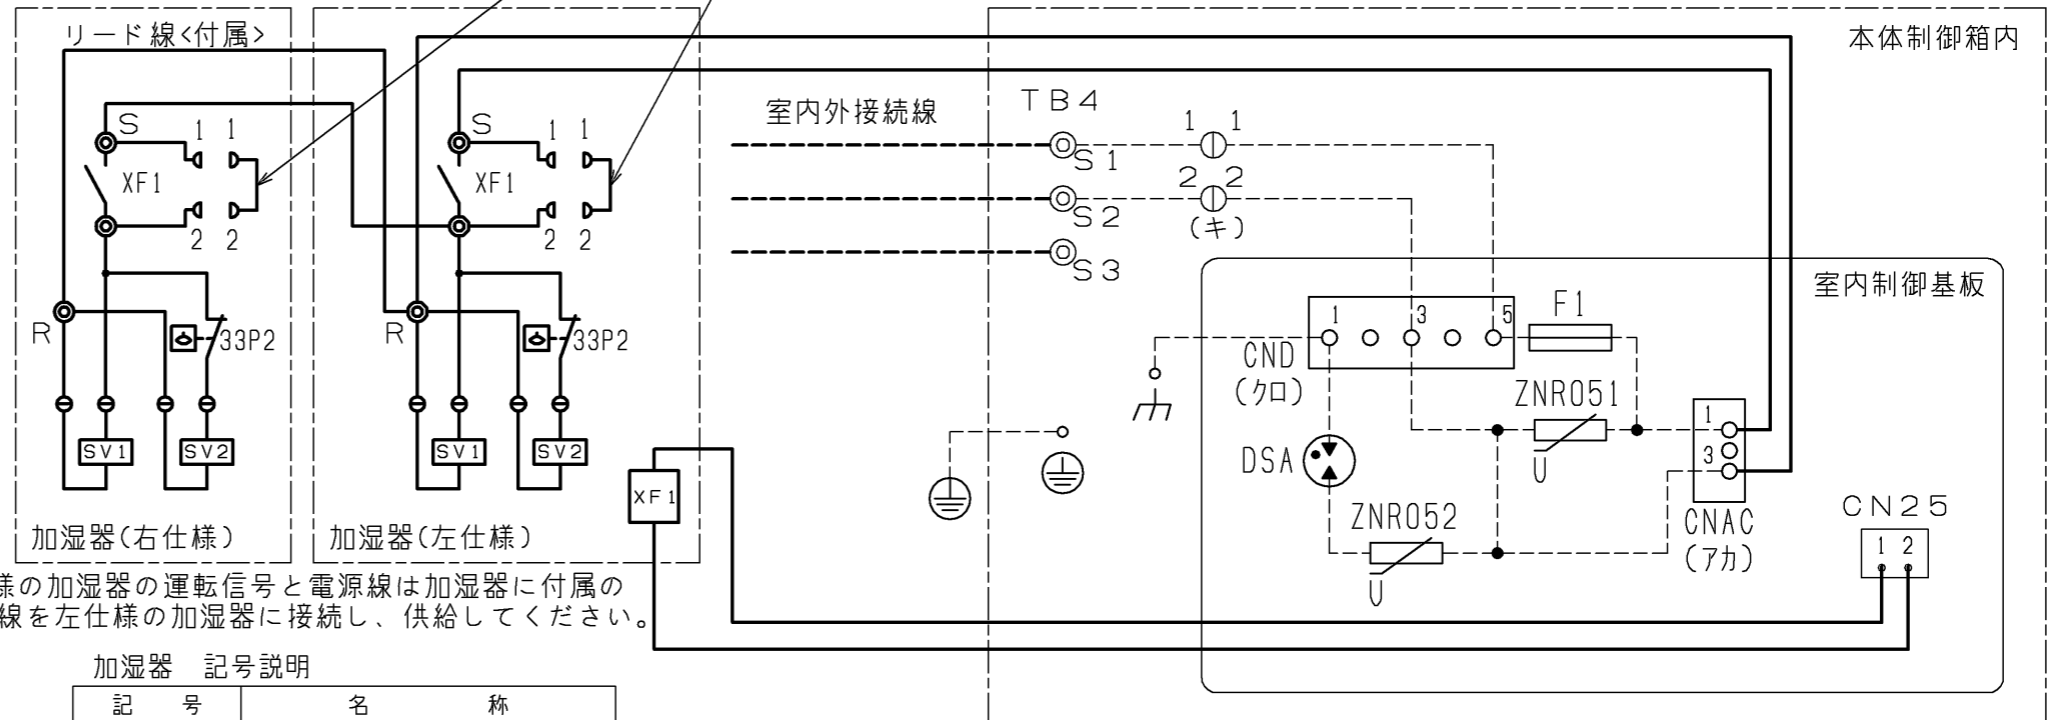 リード線<付属>
本体制御箱内
室内外接続線
TB4
S
1 1
XF1
2 2
R
33P2
SV1
SV2
加湿器(右仕様)
S
1 1
XF1
2 2
R
33P2
SV1
SV2
加湿器(左仕様)
XF1
S1
1 1
S2
2 2
(キ)
S3
室内制御基板
1 3 5
F1
CND
(クロ)
ZNR051
U
DSA
ZNR052
U
1
3
CNAC
(アカ)
CN25
1 2
様の加湿器の運転信号と電源線は加湿器に付属の
線を左仕様の加湿器に接続し、供給してください。
加湿器 記号説明
記号 名称